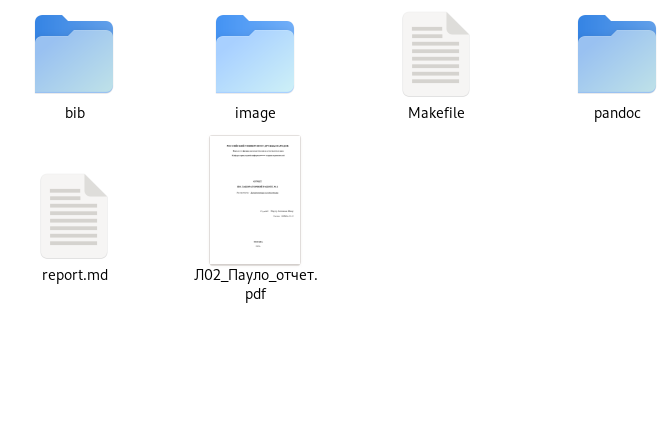 bib
image
Makefile
pandoc
report.md
Л02_Пауло_отчет.
pdf